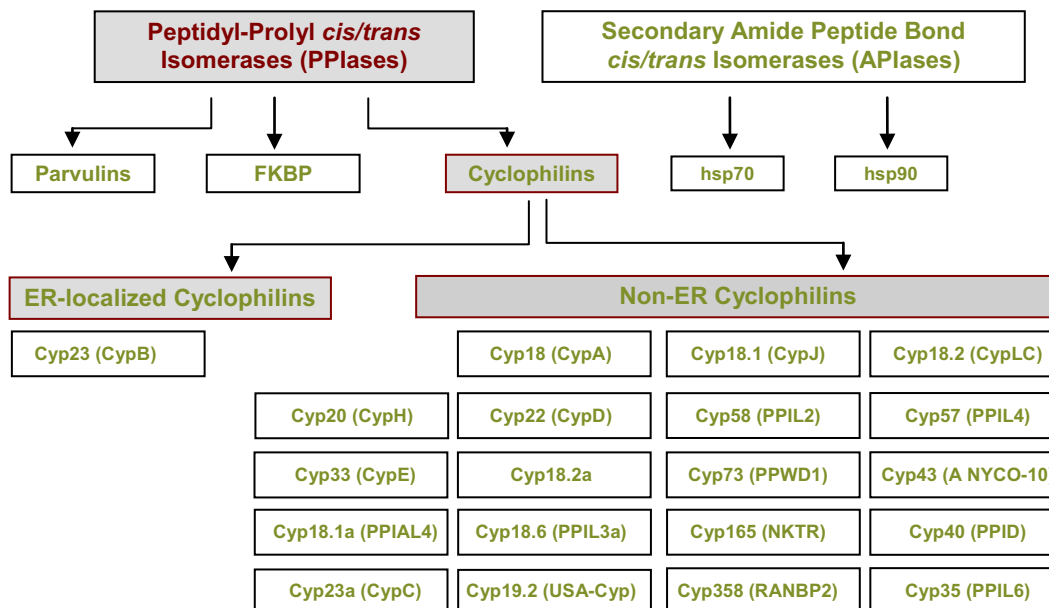 Peptidyl-Prolyl cis/trans
Isomerases (PPIases)
Secondary Amide Peptide Bond
cis/trans Isomerases (APIases)
Parvulins
FKBP
Cyclophilins
hsp70
hsp90
ER-localized Cyclophilins
Non-ER Cyclophilins
Cyp23 (CypB)
Cyp18 (CypA)
Cyp18.1 (CypJ)
Cyp18.2 (CypLC)
Cyp20 (CypH)
Cyp22 (CypD)
Cyp58 (PPIL2)
Cyp57 (PPIL4)
Cyp33 (CypE)
Cyp18.2a
Cyp73 (PPWD1)
Cyp43 (A NYCO-10
Cyp18.1a (PPIAL4)
Cyp18.6 (PPIL3a)
Cyp165 (NKTR)
Cyp40 (PPID)
Cyp23a (CypC)
Cyp19.2 (USA-Cyp)
Cyp358 (RANBP2)
Cyp35 (PPIL6)